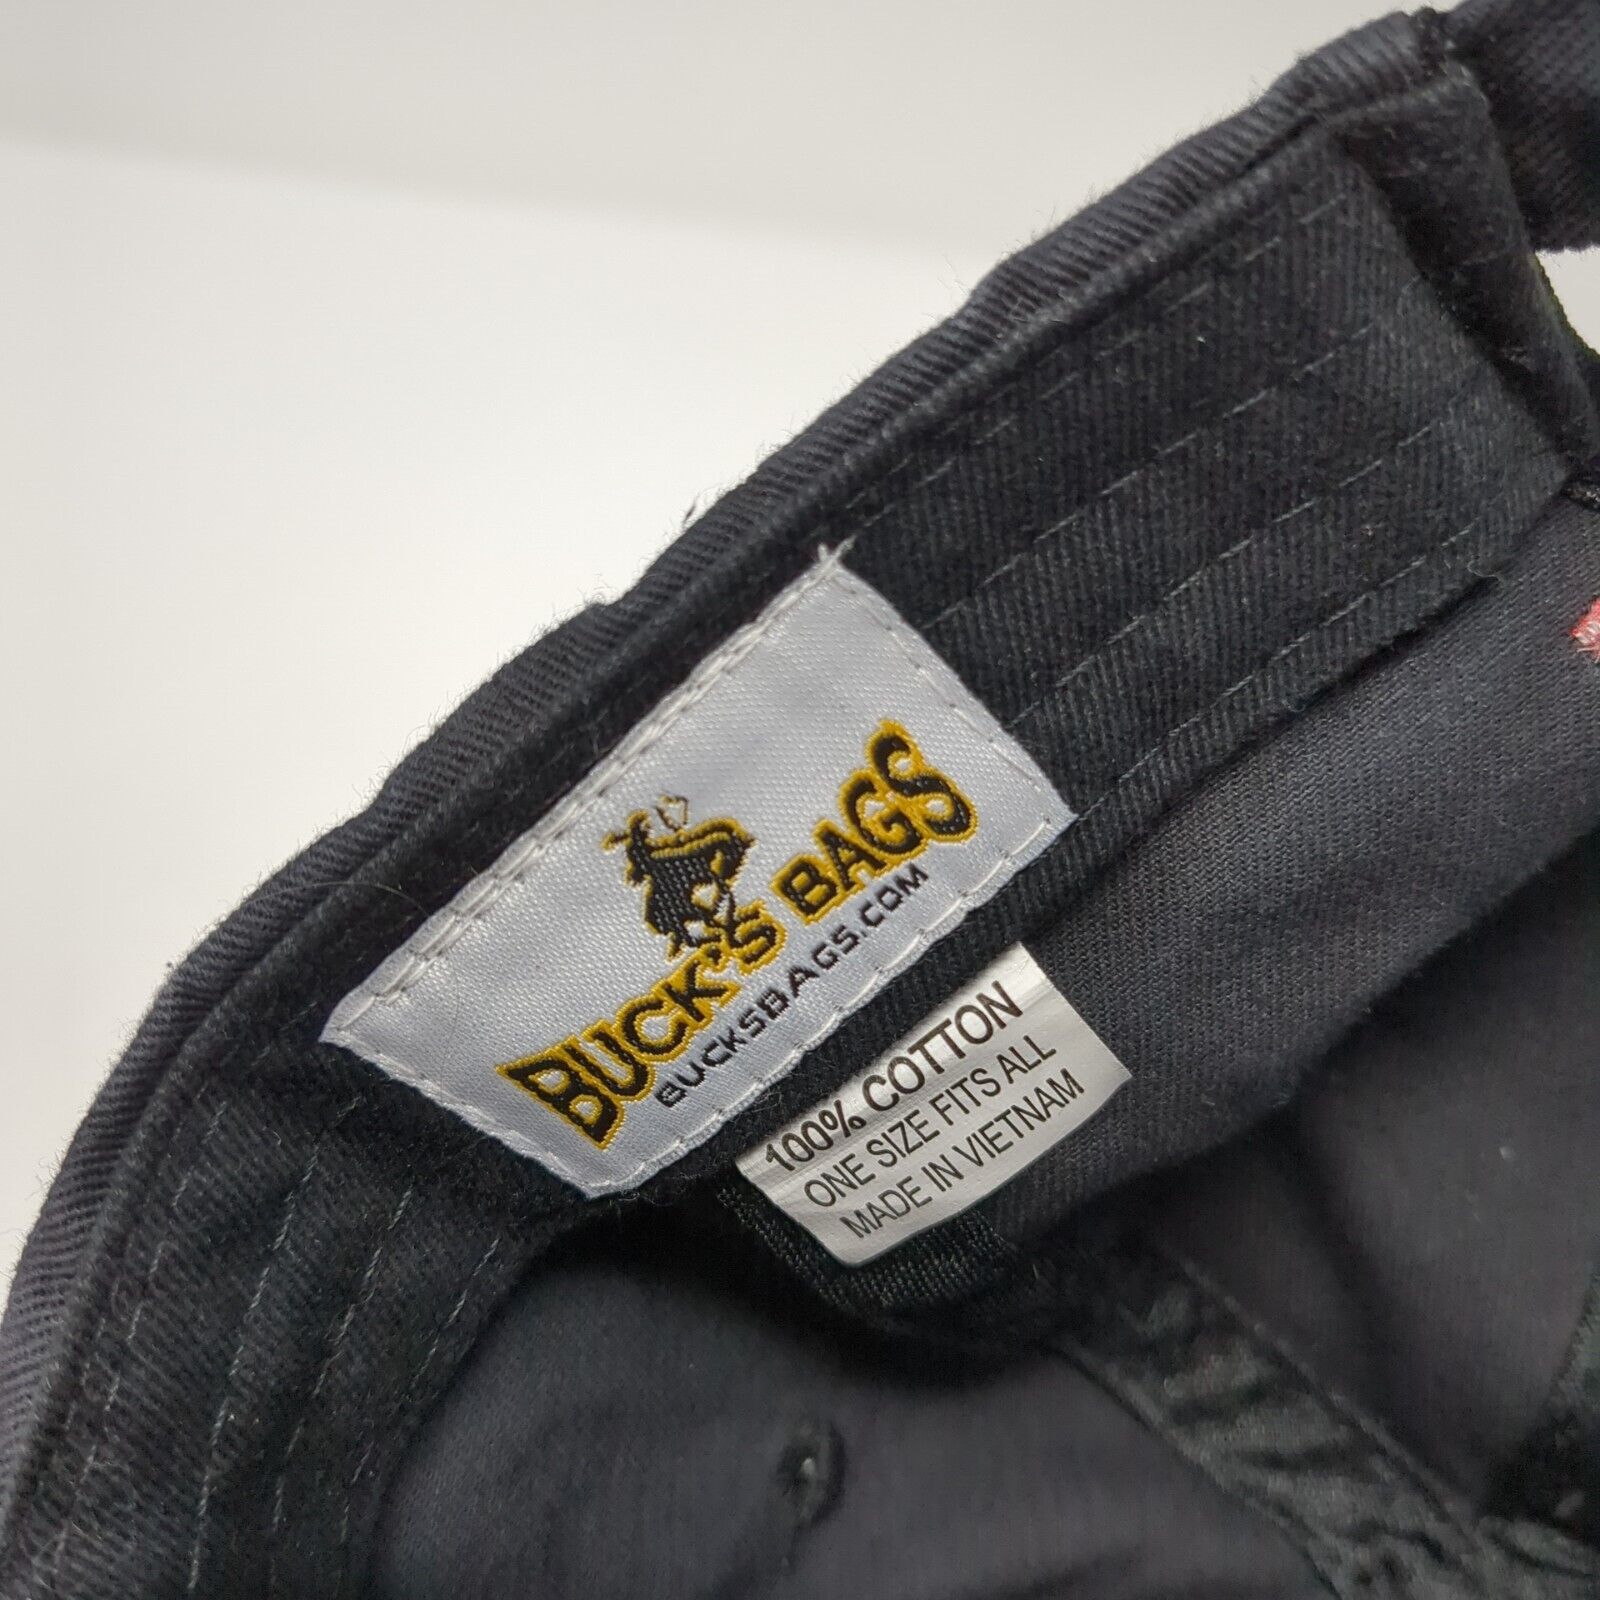 BUCK'S BAGS
BUCKSBAGS.COM
100% COTTON
ONE SIZE FITS ALL
MADE IN VIETNAM